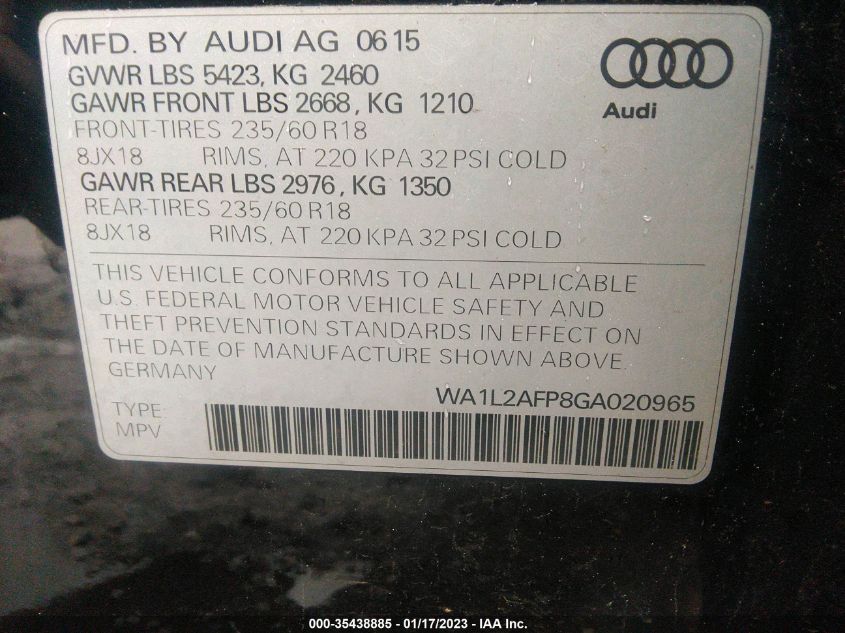 MFD. BY AUDI AG 0615
GVWR LBS 5423, KG 2460
GAWR FRONT LBS 2668, KG 1210
FRONT-TIRES 235/60 R18
8JX18 RIMS, AT 220 KPA 32 PSI COLD
GAWR REAR LBS 2976, KG 1350
REAR-TIRES 235/60 R18
8JX18 RIMS, AT 220 KPA 32 PSI COLD
Audi
THIS VEHICLE CONFORMS TO ALL APPLICABLE
U.S. FEDERAL MOTOR VEHICLE SAFETY AND
THEFT PREVENTION STANDARDS IN EFFECT ON
THE DATE OF MANUFACTURE SHOWN ABOVE.
GERMANY
WA1L2AFP8GA020965
TYPE:
MPV
000-35438885 - 01/17/2023 - IAA Inc.